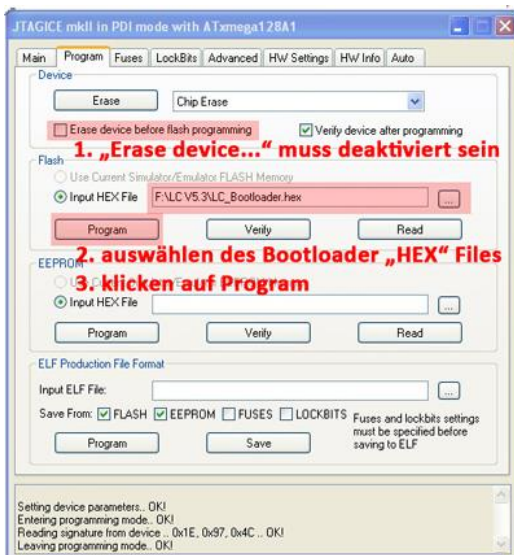 JTAGICE mkII in PDI mode with ATxmega128A1
Main Program Fuses LockBits Advanced HW Settings HW Info Auto
Device
Erase Chip Erase
Erase device before flash programming Verify device after programming
1. „Erase device...“ muss deaktiviert sein
Flash
Use Current Simulator/Emulator FLASH Memory
Input HEX File F:\LC V5.3\LC_Bootloader.hex ...
Program Verify Read
2. auswählen des Bootloader „HEX“ Files
EEPROM
3. klicken auf Program
Input HEX File ...
Program Verify Read
ELF Production File Format
Input ELF File: ...
Save From: FLASH EEPROM FUSES LOCKBITS Fuses and lockbits settings
must be specified before
Program Save saving to ELF
Setting device parameters.. OK!
Entering programming mode.. OK!
Reading signature from device .. 0x1E, 0x97, 0x4C .. OK!
Leaving programming mode.. OK!